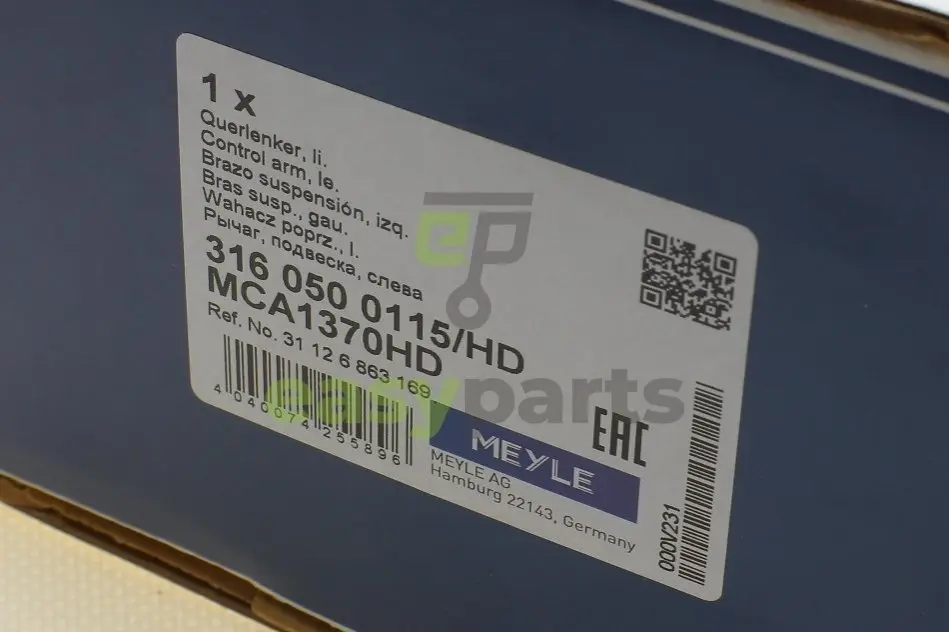 1 x
Querlenker, li.
Control arm, le.
Brazo suspensión, izq.
Bras susp., gau.
Wahacz poprz., l.
Рычаг, подвеска, слева
316 050 0115/HD
MCA1370HD
Ref. No. 31 12 6 863 169
4 040074 255896
MEYLE
MEYLE AG
Hamburg 22143, Germany
EAC
000V231
ep
easyparts